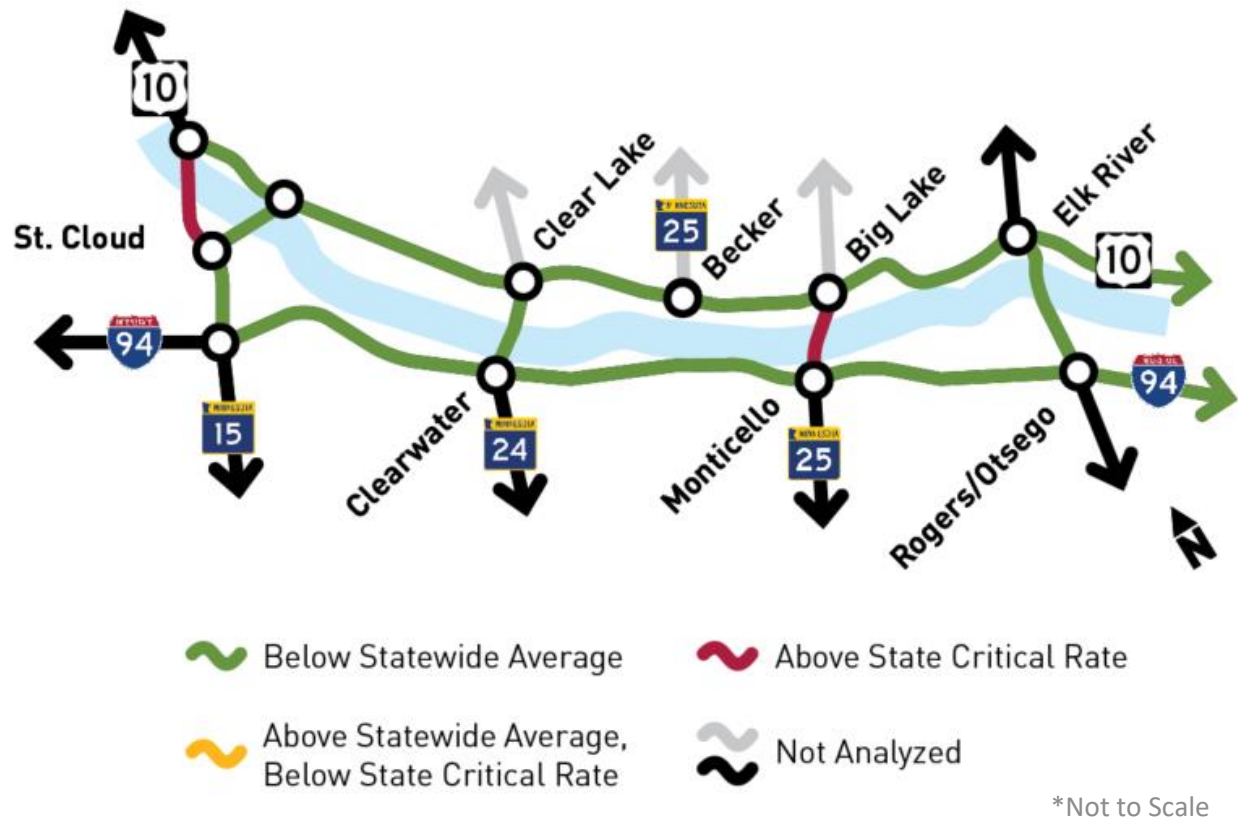 10
St. Cloud
94
15
Clearwater
24
Clear Lake
MINNESOTA
25
Becker
Big Lake
Monticello
MINNESOTA
25
Elk River
10
Rogers/Otsego
94
N
Below Statewide Average
Above State Critical Rate
Above Statewide Average,
Below State Critical Rate
Not Analyzed
*Not to Scale